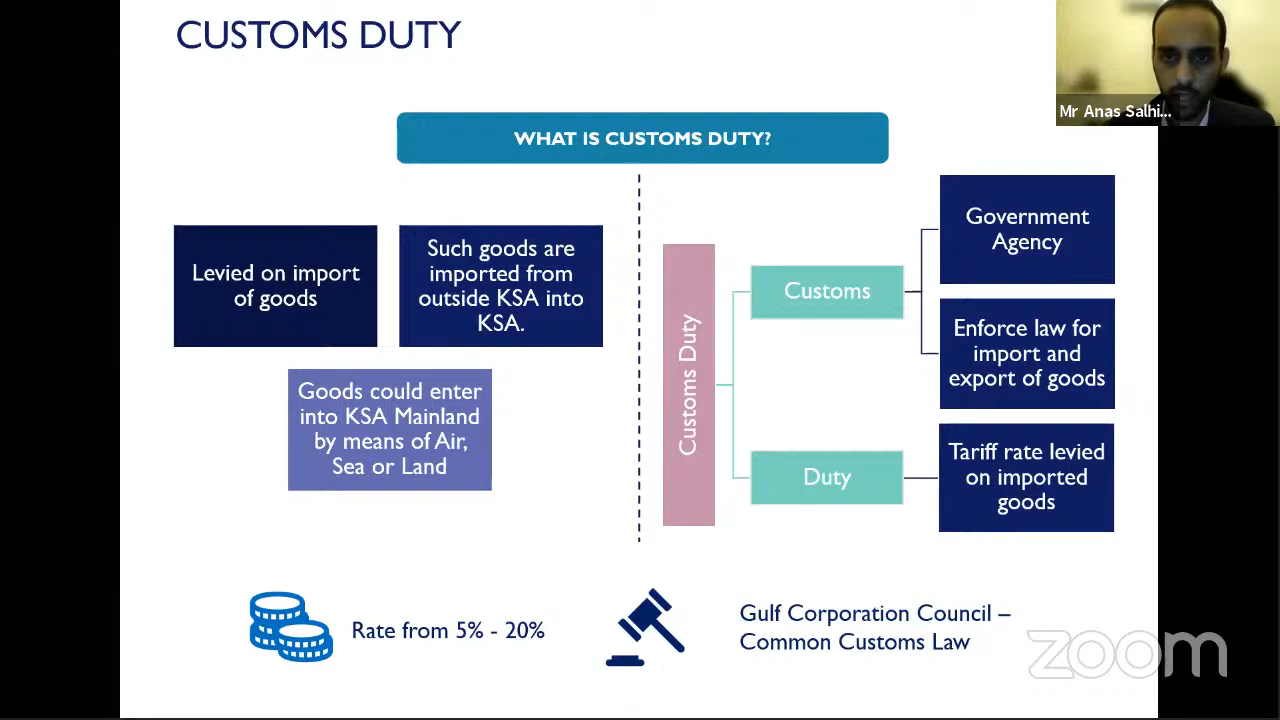 CUSTOMS DUTY
Mr Anas Salhi...
WHAT IS CUSTOMS DUTY?
Levied on import
of goods
Such goods are
imported from
outside KSA into
KSA.
Goods could enter
into KSA Mainland
by means of Air,
Sea or Land
Customs Duty
Customs
Government
Agency
Enforce law for
import and
export of goods
Duty
Tariff rate levied
on imported
goods
Rate from 5% - 20%
Gulf Corporation Council –
Common Customs Law
zoom